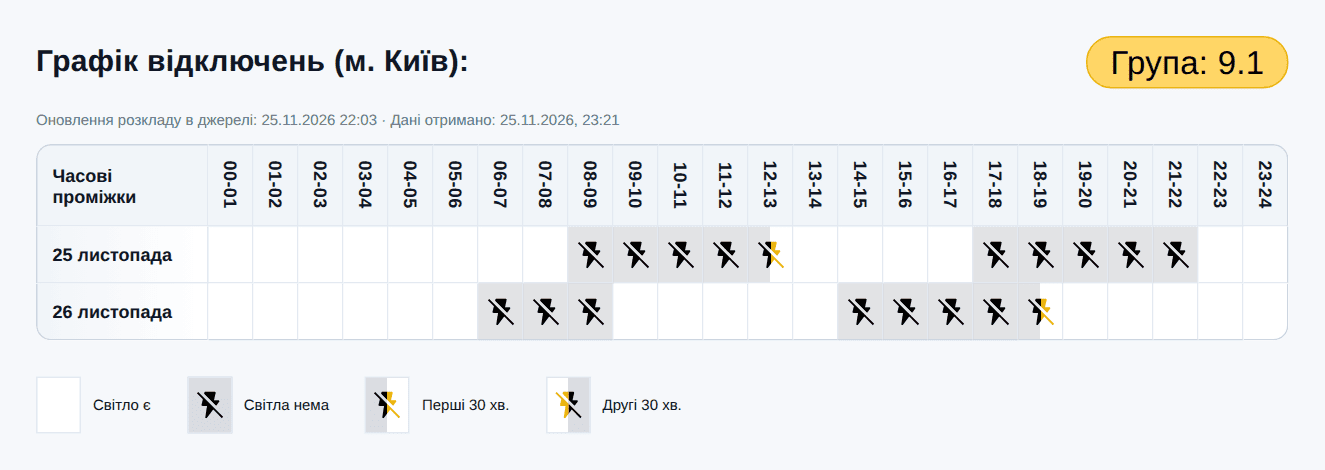 Графік відключень (м. Київ):
Група: 9.1
Оновлення розкладу в джерелі: 25.11.2026 22:03 · Дані отримано: 25.11.2026, 23:21
Часові
проміжки
00-01
01-02
02-03
03-04
04-05
05-06
06-07
07-08
08-09
09-10
10-11
11-12
12-13
13-14
14-15
15-16
16-17
17-18
18-19
19-20
20-21
21-22
22-23
23-24
25 листопада
26 листопада
Світло є
Світла нема
Перші 30 хв.
Другі 30 хв.